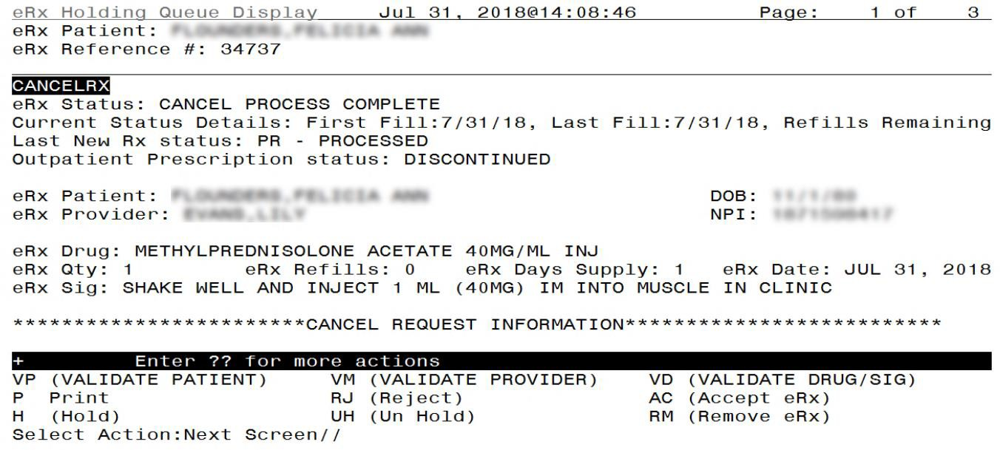 eRx Holding Queue Display     Jul 31, 2018@14:08:46          Page:    1 of    3
eRx Patient:
eRx Reference #: 34737
CANCELRX
eRx Status: CANCEL PROCESS COMPLETE
Current Status Details: First Fill:7/31/18, Last Fill:7/31/18, Refills Remaining
Last New Rx status: PR - PROCESSED
Outpatient Prescription status: DISCONTINUED
eRx Patient:                                             DOB:
eRx Provider:                                            NPI:
eRx Drug: METHYLPREDNISOLONE ACETATE 40MG/ML INJ
eRx Qty: 1         eRx Refills: 0    eRx Days Supply: 1   eRx Date: JUL 31, 2018
eRx Sig: SHAKE WELL AND INJECT 1 ML (40MG) IM INTO MUSCLE IN CLINIC
************************CANCEL REQUEST INFORMATION**************************
+         Enter ?? for more actions
VP (VALIDATE PATIENT)     VM (VALIDATE PROVIDER)    VD (VALIDATE DRUG/SIG)
P  Print                  RJ (Reject)               AC (Accept eRx)
H  (Hold)                 UH (Un Hold)              RM (Remove eRx)
Select Action:Next Screen//